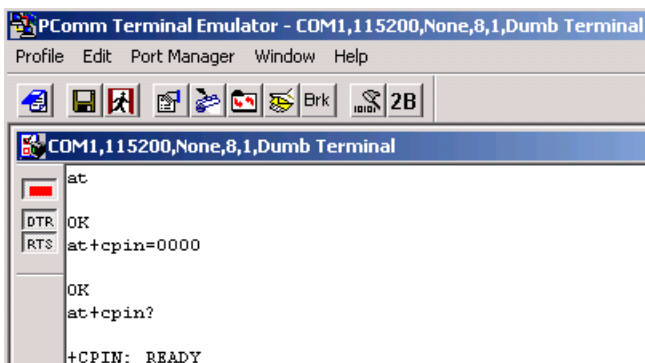 PComm Terminal Emulator - COM1,115200,None,8,1,Dumb Terminal
Profile Edit Port Manager Window Help
Brk 2B
COM1,115200,None,8,1,Dumb Terminal
at
DTR OK
RTS at+cpin=0000
OK
at+cpin?
+CPIN: READY